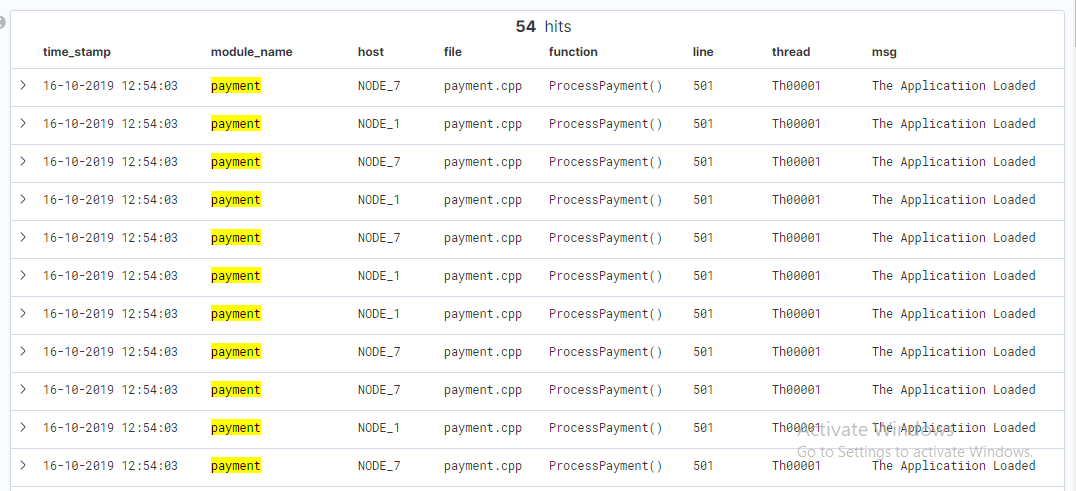 54 hits
time_stamp module_name host file function line thread msg
16-10-2019 12:54:03 payment NODE_7 payment.cpp ProcessPayment() 501 Th00001 The Applicatiion Loaded
16-10-2019 12:54:03 payment NODE_1 payment.cpp ProcessPayment() 501 Th00001 The Applicatiion Loaded
16-10-2019 12:54:03 payment NODE_7 payment.cpp ProcessPayment() 501 Th00001 The Applicatiion Loaded
16-10-2019 12:54:03 payment NODE_1 payment.cpp ProcessPayment() 501 Th00001 The Applicatiion Loaded
16-10-2019 12:54:03 payment NODE_7 payment.cpp ProcessPayment() 501 Th00001 The Applicatiion Loaded
16-10-2019 12:54:03 payment NODE_1 payment.cpp ProcessPayment() 501 Th00001 The Applicatiion Loaded
16-10-2019 12:54:03 payment NODE_1 payment.cpp ProcessPayment() 501 Th00001 The Applicatiion Loaded
16-10-2019 12:54:03 payment NODE_7 payment.cpp ProcessPayment() 501 Th00001 The Applicatiion Loaded
16-10-2019 12:54:03 payment NODE_7 payment.cpp ProcessPayment() 501 Th00001 The Applicatiion Loaded
16-10-2019 12:54:03 payment NODE_1 payment.cpp ProcessPayment() 501 Th00001 The Applicatiion Loaded
Activate Windows
Go to Settings to activate Windows.
16-10-2019 12:54:03 payment NODE_7 payment.cpp ProcessPayment() 501 Th00001 The Applicatiion Loaded